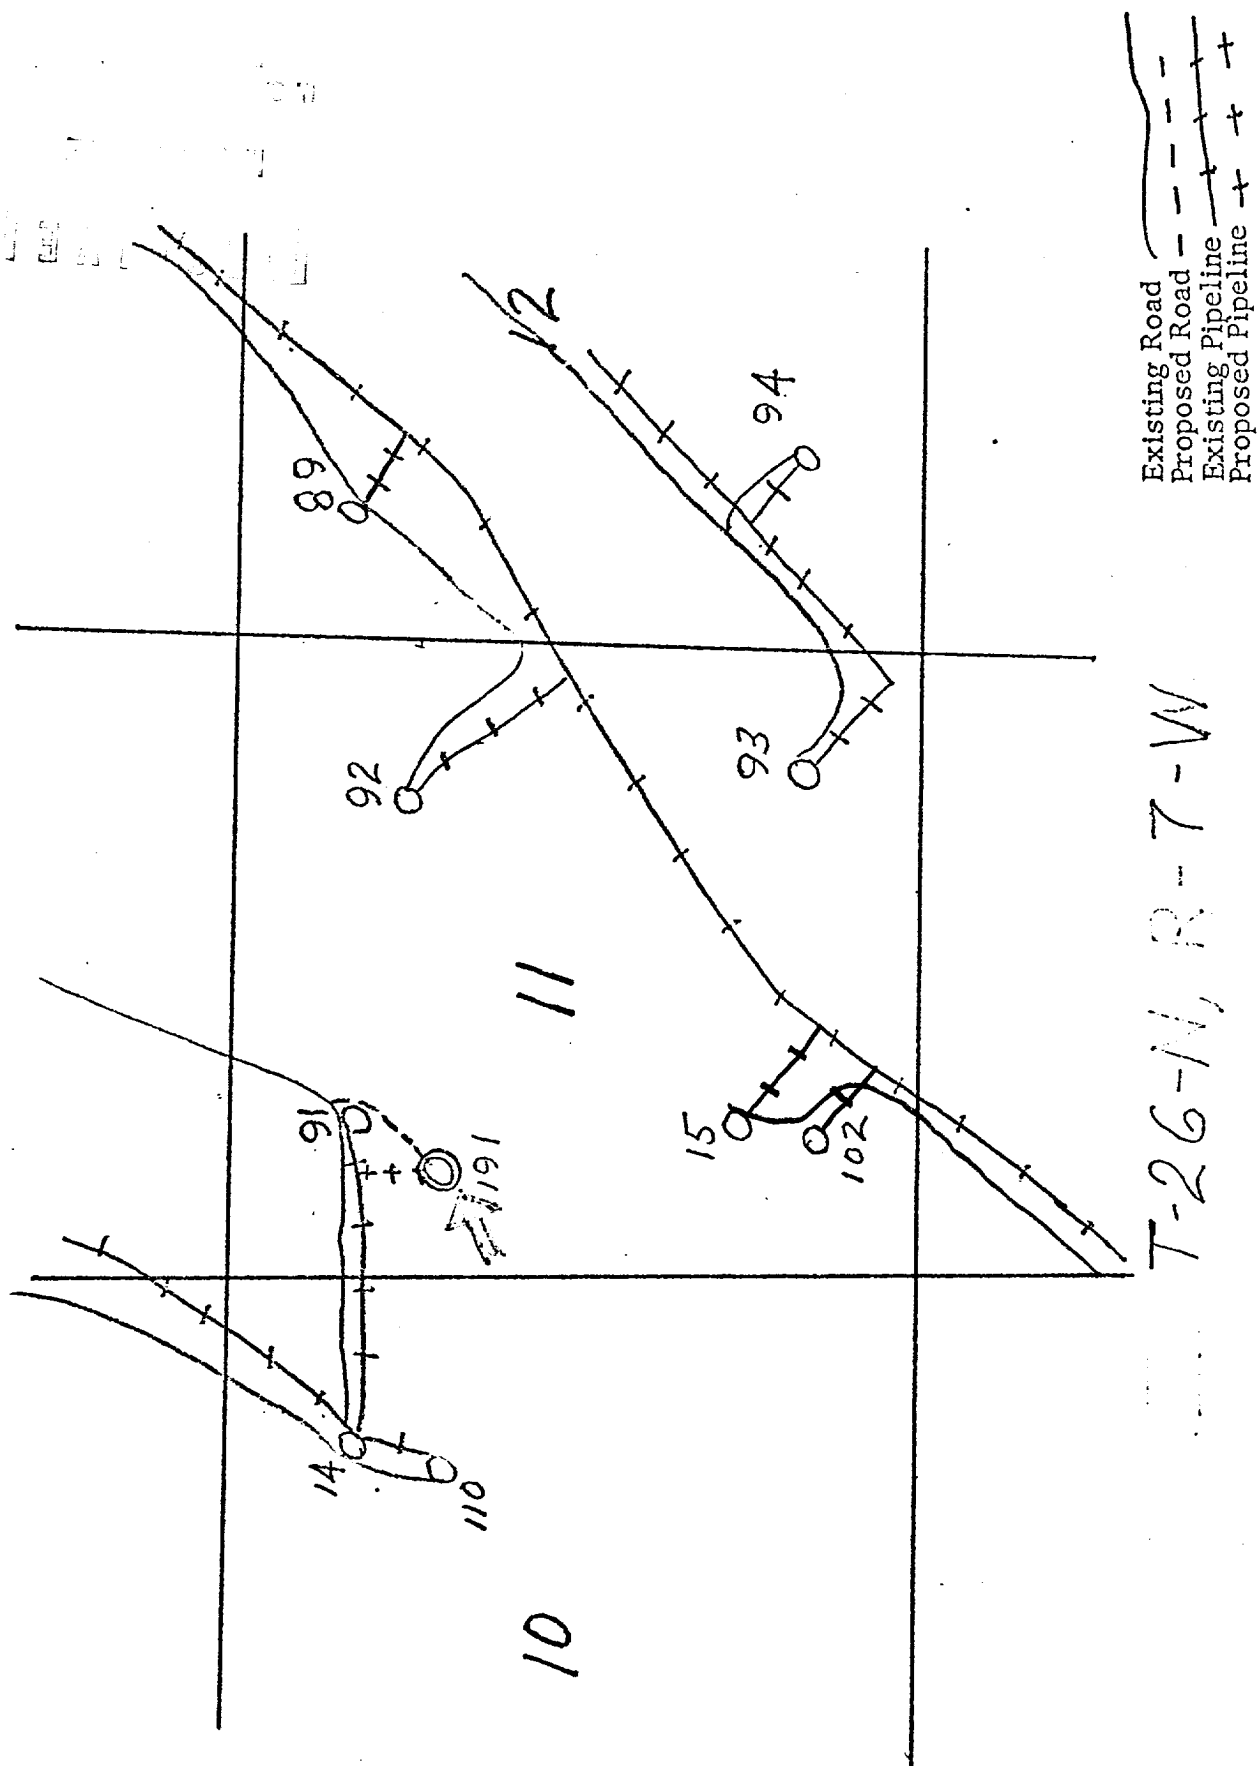 89
12
94
92
93
91
11
191
15
102
14
110
10
T-26-N, R-7-W
Existing Road
Proposed Road
Existing Pipeline
Proposed Pipeline